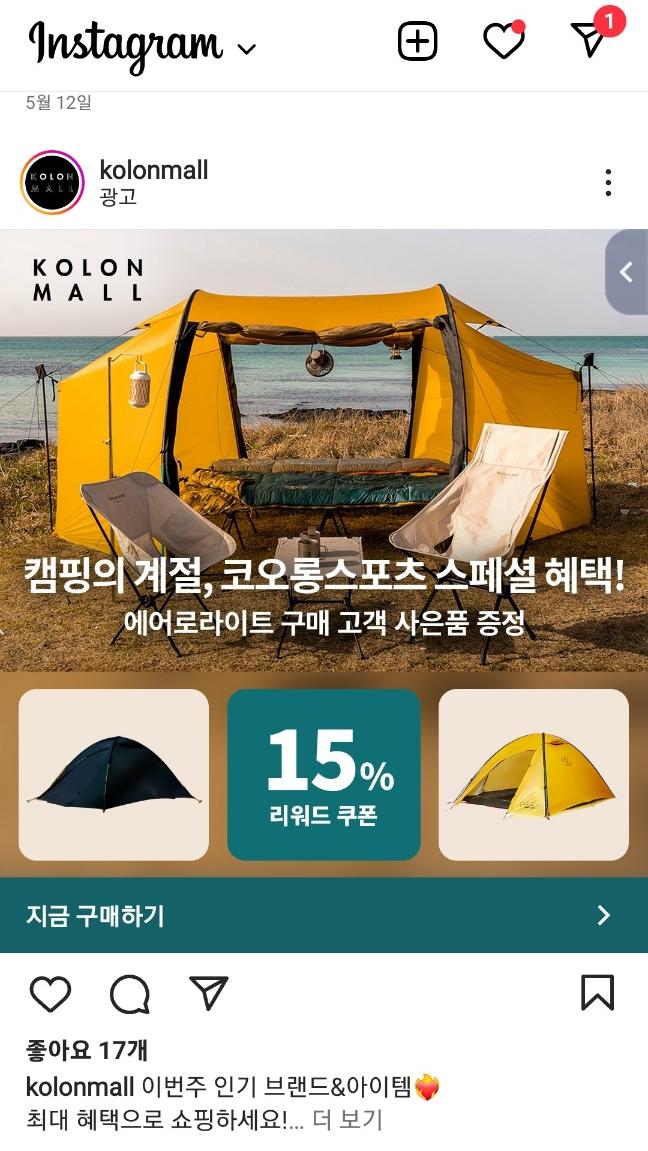 Instagram
1
5월 12일
KOLON
MALL
kolonmall
광고
KOLON
MALL
캠핑의 계절, 코오롱스포츠 스페셜 혜택!
에어로라이트 구매 고객 사은품 증정
15%
리워드 쿠폰
지금 구매하기
좋아요 17개
kolonmall 이번주 인기 브랜드&아이템❤️‍🔥
최대 혜택으로 쇼핑하세요!... 더 보기